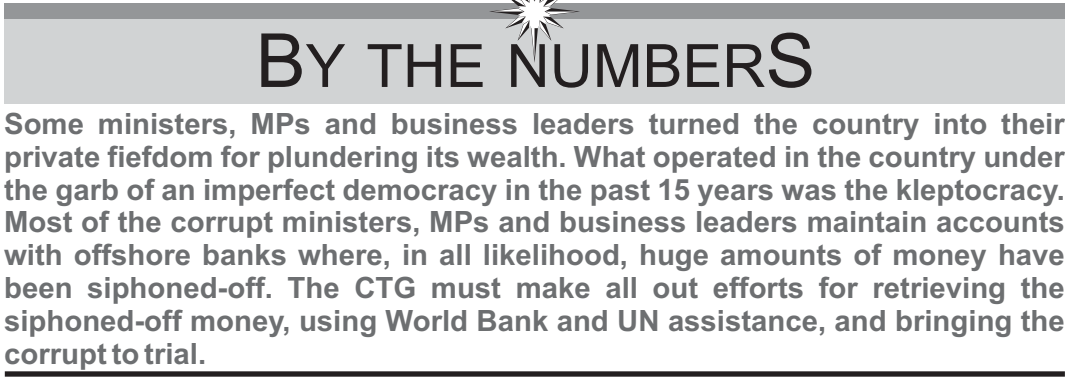 BY THE NUMBERS
Some ministers, MPs and business leaders turned the country into their
private fiefdom for plundering its wealth. What operated in the country under
the garb of an imperfect democracy in the past 15 years was the kleptocracy.
Most of the corrupt ministers, MPs and business leaders maintain accounts
with offshore banks where, in all likelihood, huge amounts of money have
been siphoned-off. The CTG must make all out efforts for retrieving the
siphoned-off money, using World Bank and UN assistance, and bringing the
corrupt to trial.